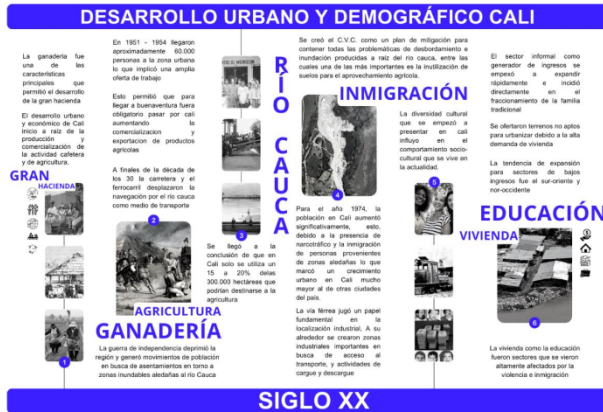 DESARROLLO URBANO Y DEMOGRÁFICO CALI
La ganadería fue
una de las
características
principales que
permitió el desarrollo
de la gran hacienda
El desarrollo urbano
y económico de Cali
inicio a raíz de la
producción y
comercialización de
la actividad cafetera
y de agricultura.
GRAN
HACIENDA
1
En 1951 - 1954 llegaron
aproximadamente 60.000
personas a la zona urbana
lo que implicó una amplia
oferta de trabajo
Esto permitió que para
llegar a buenaventura fuera
obligatorio pasar por cali
aumentando la
comercializacion y
exportacion de productos
agrícolas
A finales de la década de
los 30 la carretera y el
ferrocarril desplazaron la
navegación por el río cauca
como medio de transporte
2
AGRICULTURA
GANADERÍA
La guerra de independencia deprimió la
región y generó movimientos de población
en busca de asentamientos en torno a
zonas inundables aledañas al río Cauca
3
Se llegó a la
conclusión de que en
Cali solo se utiliza un
15 a 20% delas
300.000 hectáreas que
podrían destinarse a la
agricultura
RÍO CAUCA
Se creó el C.V.C. como un plan de mitigación para
contener todas las problemáticas de desbordamiento e
inundación producidas a raíz del rio cauca, entre las
cuales una de las más importantes es la inutilización de
suelos para el aprovechamiento agrícola.
INMIGRACIÓN
4
La diversidad cultural
que se empezó a
presentar en cali
influyo en el
comportamiento socio-
cultural que se vive en
la actualidad.
Para el año 1974, la
población en Cali aumentó
significativamente, esto,
debido a la presencia de
narcotráfico y la inmigración
de personas provenientes de
zonas aledañas lo que
marcó un crecimiento
urbano en Cali mucho
mayor al de otras ciudades
del país.
La vía férrea jugó un papel
fundamental en la
localización industrial. A su
alrededor se crearon zonas
industriales importantes en
busca de acceso al
transporte, y actividades de
cargue y descargue
5
El sector informal como
generador de ingresos se
empezó a expandir
rápidamente e incidió
directamente en el
fraccionamiento de la familia
tradicional
Se ofertaron terrenos no aptos
para urbanizar debido a la alta
demanda de vivienda
La tendencia de expansión
para sectores de bajos
ingresos fue al sur-oriente y
nor-occidente
EDUCACIÓN
VIVIENDA
6
La vivienda como la educación
fueron sectores que se vieron
altamente afectados por la
violencia e inmigración
SIGLO XX